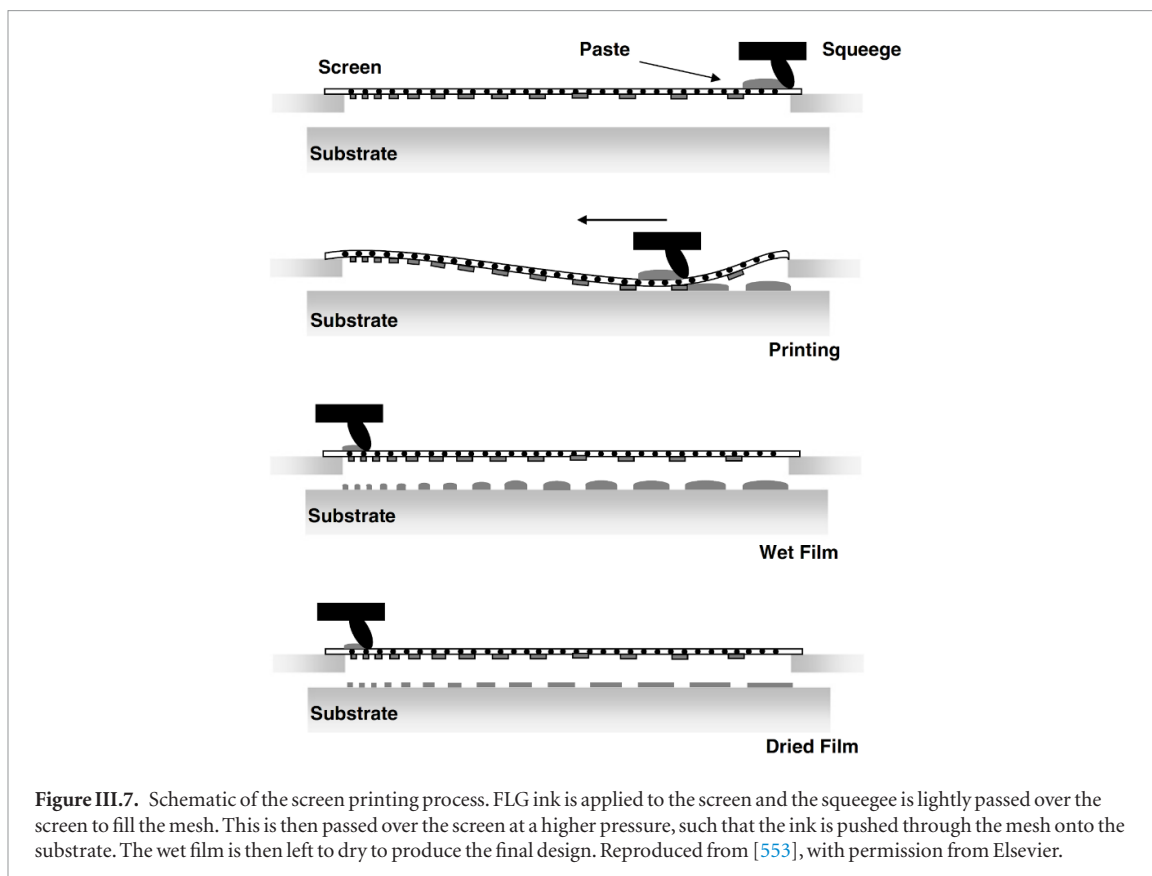 Paste
Squeege
Screen
Substrate
Substrate
Printing
Substrate
Wet Film
Substrate
Dried Film
Figure III.7. Schematic of the screen printing process. FLG ink is applied to the screen and the squeegee is lightly passed over the
screen to fill the mesh. This is then passed over the screen at a higher pressure, such that the ink is pushed through the mesh onto the
substrate. The wet film is then left to dry to produce the final design. Reproduced from [553], with permission from Elsevier.